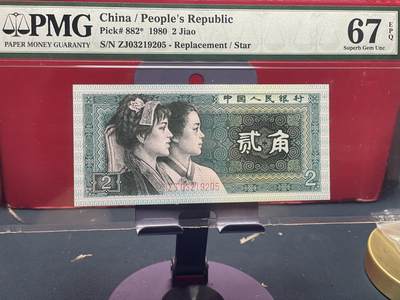 PMG
PAPER MONEY GUARANTY
China / People's Republic
Pick# 882* 1980 2 Jiao
S/N ZJ03219205 - Replacement / Star
67 EPQ
Superb Gem Unc
中国人民银行
贰角
ZJ03219205
2
2